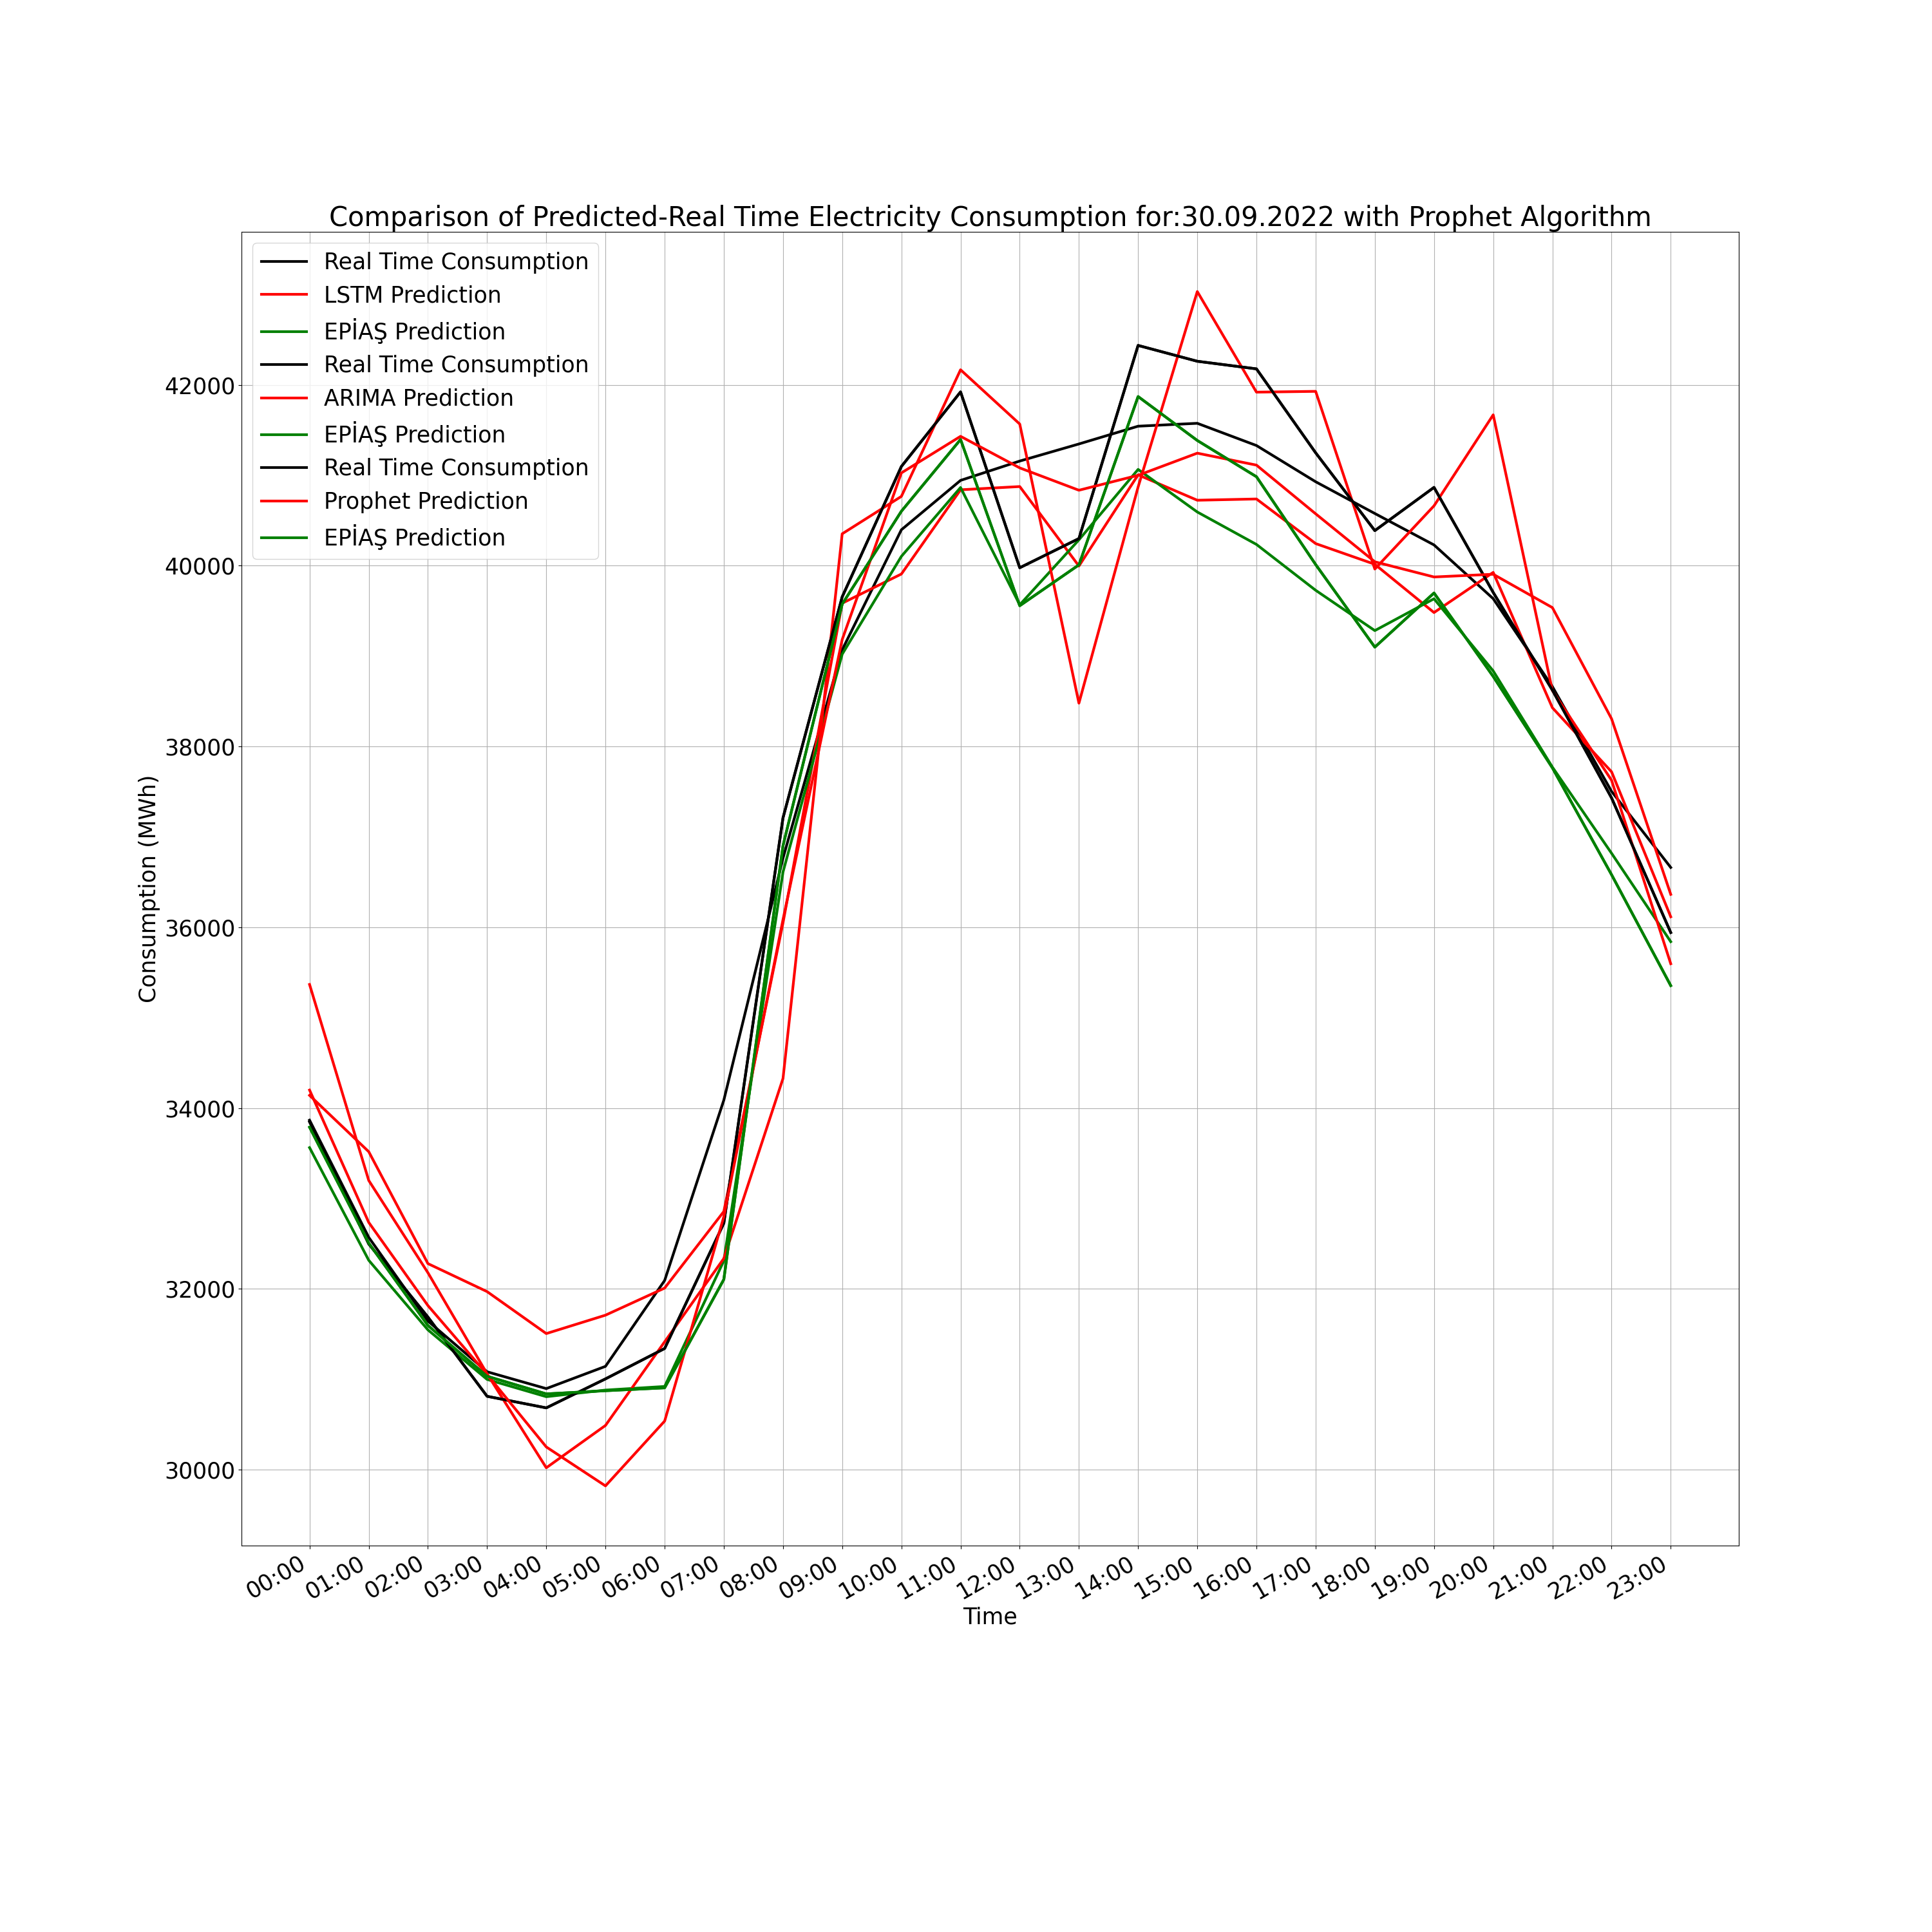 Comparison of Predicted-Real Time Electricity Consumption for:30.09.2022 with Prophet Algorithm
Real Time Consumption
LSTM Prediction
EPİAŞ Prediction
Real Time Consumption
ARIMA Prediction
EPİAŞ Prediction
Real Time Consumption
Prophet Prediction
EPİAŞ Prediction
Consumption (MWh)
42000
40000
38000
36000
34000
32000
30000
00:00 01:00 02:00 03:00 04:00 05:00 06:00 07:00 08:00 09:00 10:00 11:00 12:00 13:00 14:00 15:00 16:00 17:00 18:00 19:00 20:00 21:00 22:00 23:00
Time